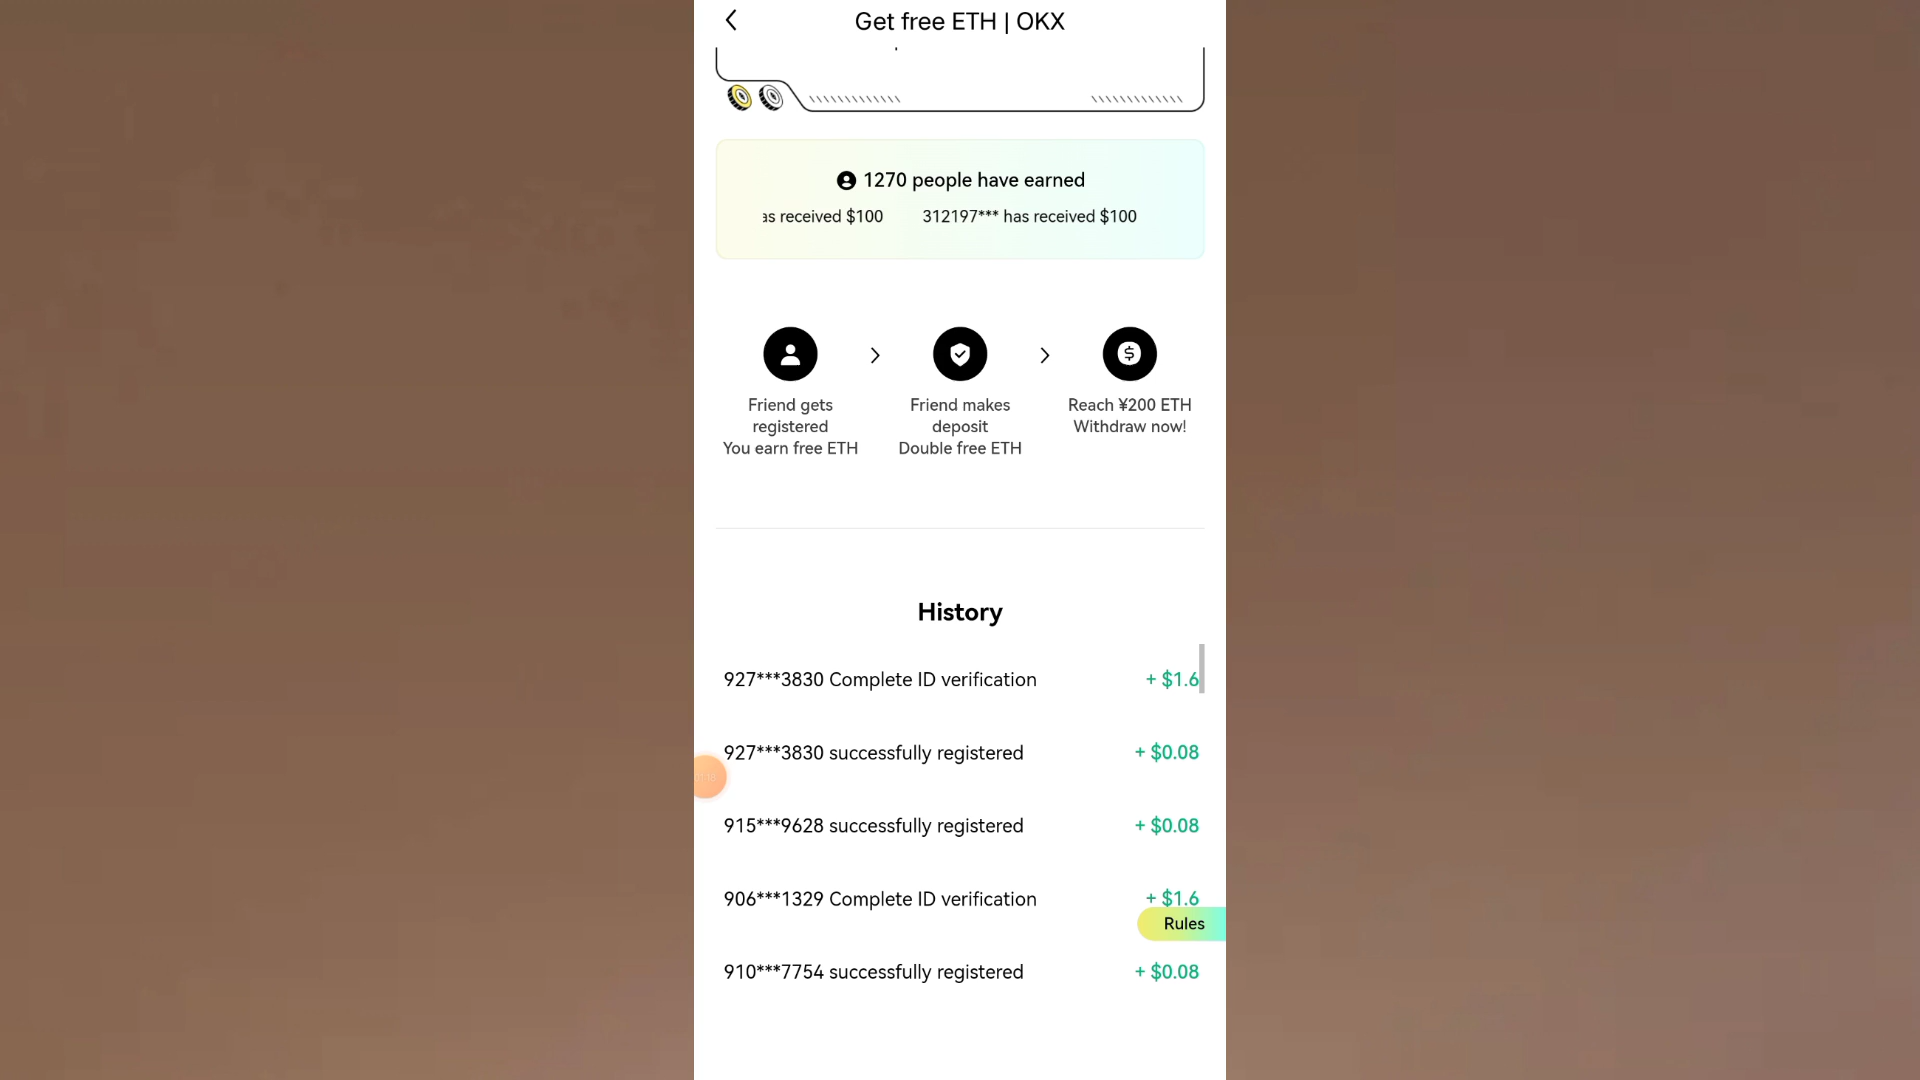 Get free ETH | OKX
1270 people have earned
as received $100 312197*** has received $100
Friend gets
registered
You earn free ETH
Friend makes
deposit
Double free ETH
Reach ¥200 ETH
Withdraw now!
History
927***3830 Complete ID verification + $1.6
927***3830 successfully registered + $0.08
915***9628 successfully registered + $0.08
906***1329 Complete ID verification + $1.6
Rules
910***7754 successfully registered + $0.08